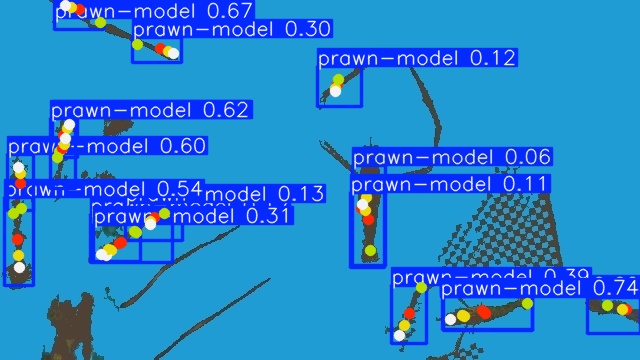 prawn-model 0.67
prawn-model 0.30
prawn-model 0.12
prawn-model 0.62
prawn-model 0.60
prawn-model 0.06
prawn-model 0.54
model 0.13
prawn-model 0.11
prawn-model 0.31
prawn-model 0.39
prawn-model 0.74